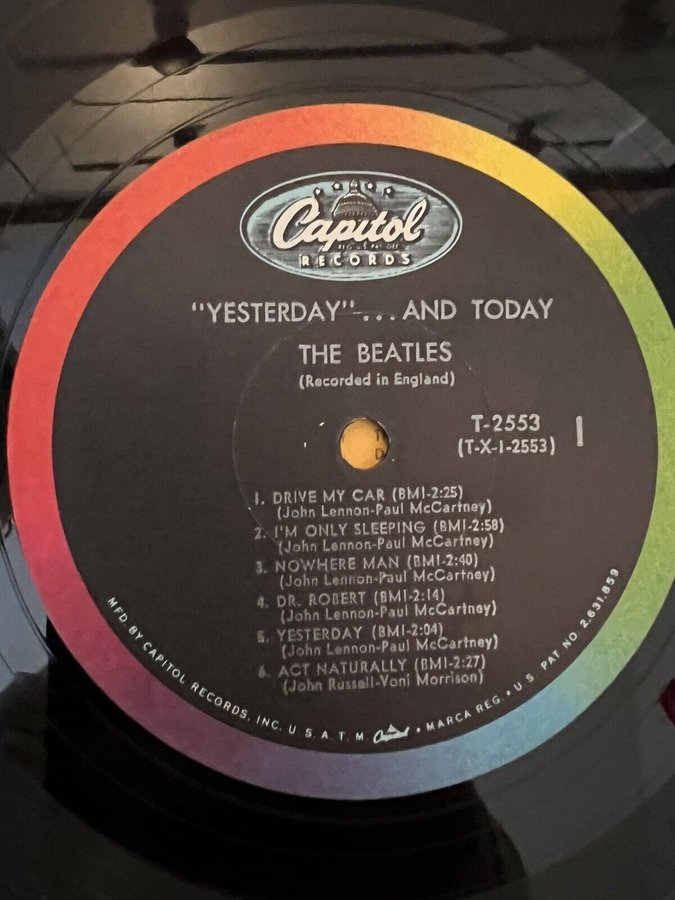 Capitol
RECORDS
"YESTERDAY"...AND TODAY
THE BEATLES
(Recorded in England)
T-2553
(T-X-1-2553)
1
1. DRIVE MY CAR (BMI-2:25)
(John Lennon-Paul McCartney)
2. I'M ONLY SLEEPING (BMI-2:58)
(John Lennon-Paul McCartney)
3. NOWHERE MAN (BMI-2:40)
(John Lennon-Paul McCartney)
4. DR. ROBERT (BMI-2:14)
(John Lennon-Paul McCartney)
5. YESTERDAY (BMI-2:04)
(John Lennon-Paul McCartney)
6. ACT NATURALLY (BMI-2:27)
(John Russell-Voni Morrison)
MFD. BY CAPITOL RECORDS, INC. U.S.A. T.M. Capitol • MARCA REG. • U.S. PAT. NO. 2,631,859